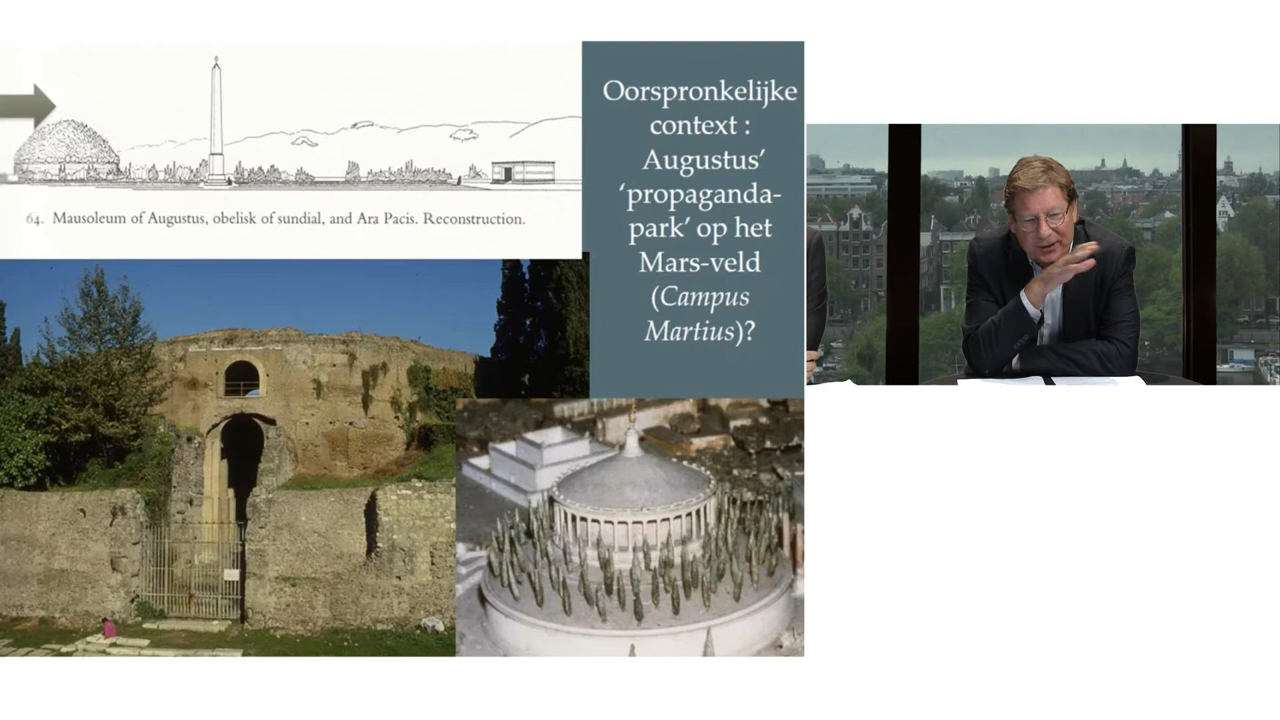 64. Mausoleum of Augustus, obelisk of sundial, and Ara Pacis. Reconstruction.
Oorspronkelijke
context :
Augustus’
‘propaganda-
park’ op het
Mars-veld
(Campus
Martius)?